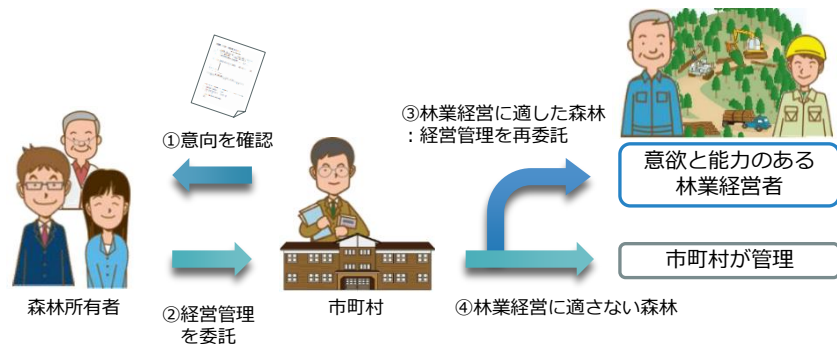 ①意向を確認
③林業経営に適した森林
：経営管理を再委託
意欲と能力のある
林業経営者
市町村が管理
森林所有者
②経営管理
を委託
市町村
④林業経営に適さない森林